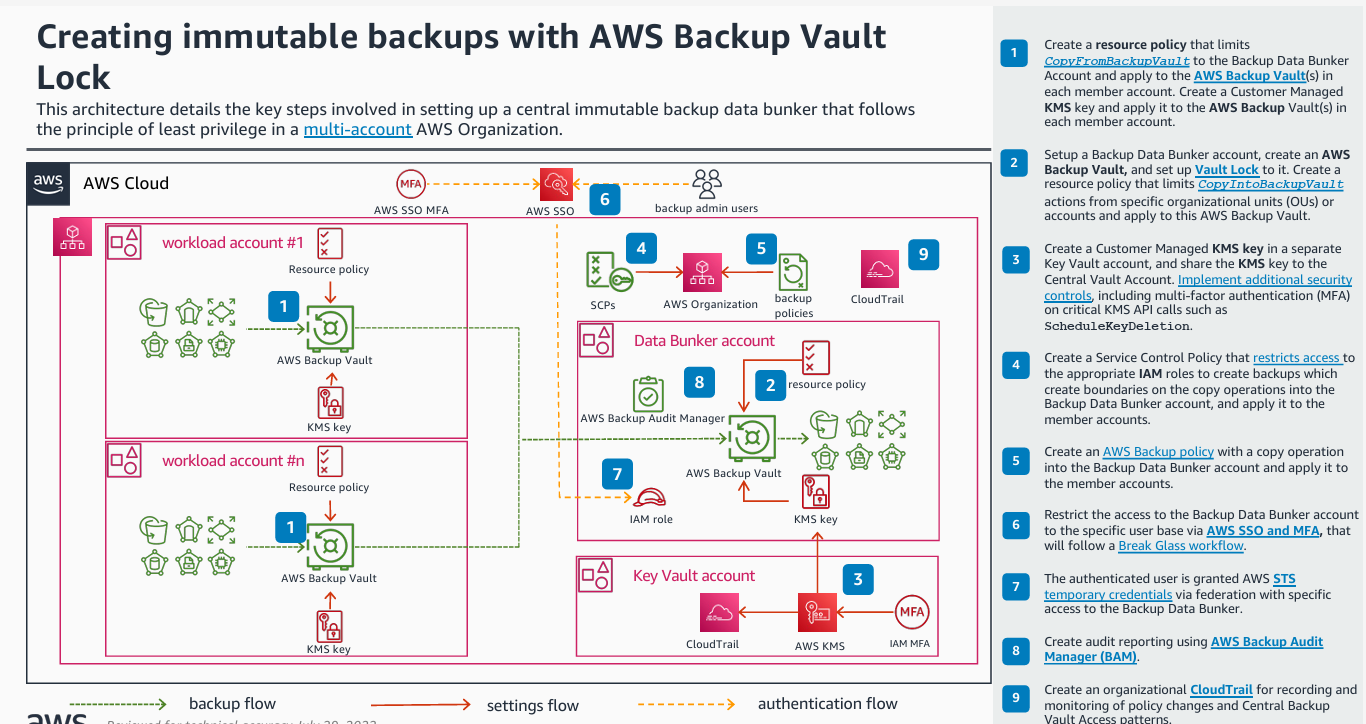 Creating immutable backups with AWS Backup Vault
Lock
This architecture details the key steps involved in setting up a central immutable backup data bunker that follows
the principle of least privilege in a multi-account AWS Organization.
aws
AWS Cloud
MFA
AWS SSO MFA
AWS SSO
6
backup admin users
workload account #1
Resource policy
1
AWS Backup Vault
KMS key
workload account #n
Resource policy
1
AWS Backup Vault
KMS key
4
5
9
SCPs
AWS Organization
backup
policies
CloudTrail
Data Bunker account
8
2
resource policy
AWS Backup Audit Manager
AWS Backup Vault
7
IAM role
KMS key
Key Vault account
3
MFA
CloudTrail
AWS KMS
IAM MFA
backup flow
settings flow
authentication flow
aws
Reviewed for technical accuracy July 29, 2022
1
Create a resource policy that limits
CopyFromBackupVault to the Backup Data Bunker
Account and apply to the AWS Backup Vault(s) in
each member account. Create a Customer Managed
KMS key and apply it to the AWS Backup Vault(s) in
each member account.
2
Setup a Backup Data Bunker account, create an AWS
Backup Vault, and set up Vault Lock to it. Create a
resource policy that limits CopyIntoBackupVault
actions from specific organizational units (OUs) or
accounts and apply to this AWS Backup Vault.
3
Create a Customer Managed KMS key in a separate
Key Vault account, and share the KMS key to the
Central Vault Account. Implement additional security
controls, including multi-factor authentication (MFA)
on critical KMS API calls such as
ScheduleKeyDeletion.
4
Create a Service Control Policy that restricts access to
the appropriate IAM roles to create backups which
create boundaries on the copy operations into the
Backup Data Bunker account, and apply it to the
member accounts.
5
Create an AWS Backup policy with a copy operation
into the Backup Data Bunker account and apply it to
the member accounts.
6
Restrict the access to the Backup Data Bunker account
to the specific user base via AWS SSO and MFA, that
will follow a Break Glass workflow.
7
The authenticated user is granted AWS STS
temporary credentials via federation with specific
access to the Backup Data Bunker.
8
Create audit reporting using AWS Backup Audit
Manager (BAM).
9
Create an organizational CloudTrail for recording and
monitoring of policy changes and Central Backup
Vault Access patterns.